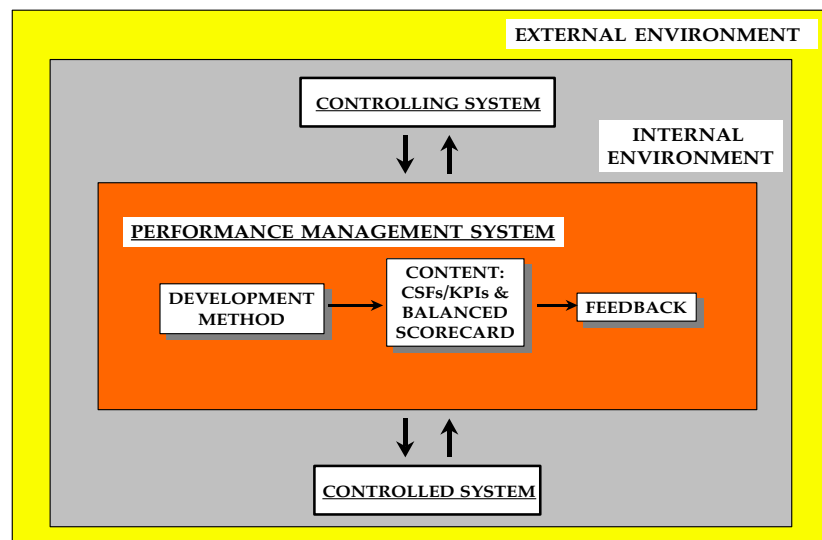 EXTERNAL ENVIRONMENT
CONTROLLING SYSTEM
INTERNAL
ENVIRONMENT
PERFORMANCE MANAGEMENT SYSTEM
DEVELOPMENT
METHOD
CONTENT:
CSFs/KPIs &
BALANCED
SCORECARD
FEEDBACK
CONTROLLED SYSTEM